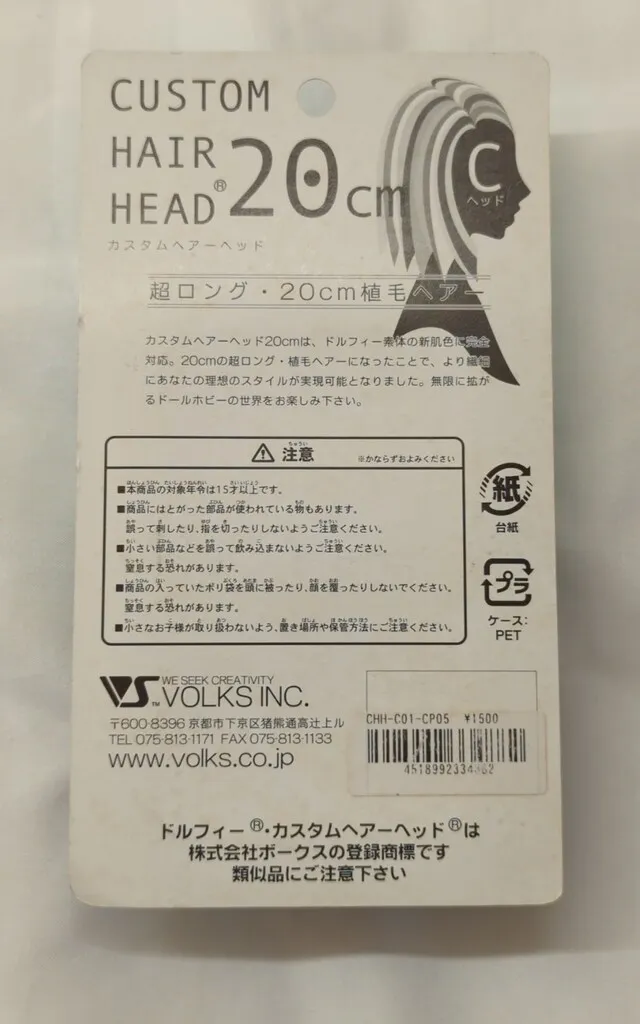 CUSTOM
HAIR
HEAD® 20cm
カスタムヘアーヘッド
C
ヘッド
超ロング・20cm植毛ヘアー
カスタムヘアーヘッド20cmは、ドルフィー素体の新肌色に完全
対応。20cmの超ロング・植毛ヘアーになったことで、より繊細
にあなたの理想のスタイルが実現可能となりました。無限に拡が
るドールホビーの世界をお楽しみ下さい。
注意 ※かならずおよみください
■本商品の対象年令は15才以上です。
■商品にはとがった部品が使われている物もあります。
誤って刺したり、指を切ったりしないようご注意ください。
■小さい部品などを誤って飲み込まないようご注意ください。
窒息する恐れがあります。
■商品の入っていたポリ袋を頭に被ったり、顔を覆ったりしないでください。
窒息する恐れがあります。
■小さなお子様が取り扱わないよう、置き場所や保管方法にご注意ください。
紙
台紙
プラ
ケース:
PET
VS™ WE SEEK CREATIVITY
VOLKS INC.
〒600-8396 京都市下京区猪熊通高辻上ル
TEL 075-813-1171 FAX 075-813-1133
www.volks.co.jp
CHH-C01-CP05 ¥1500
ドルフィー®・カスタムヘアーヘッド®は
株式会社ボークスの登録商標です
類似品にご注意下さい